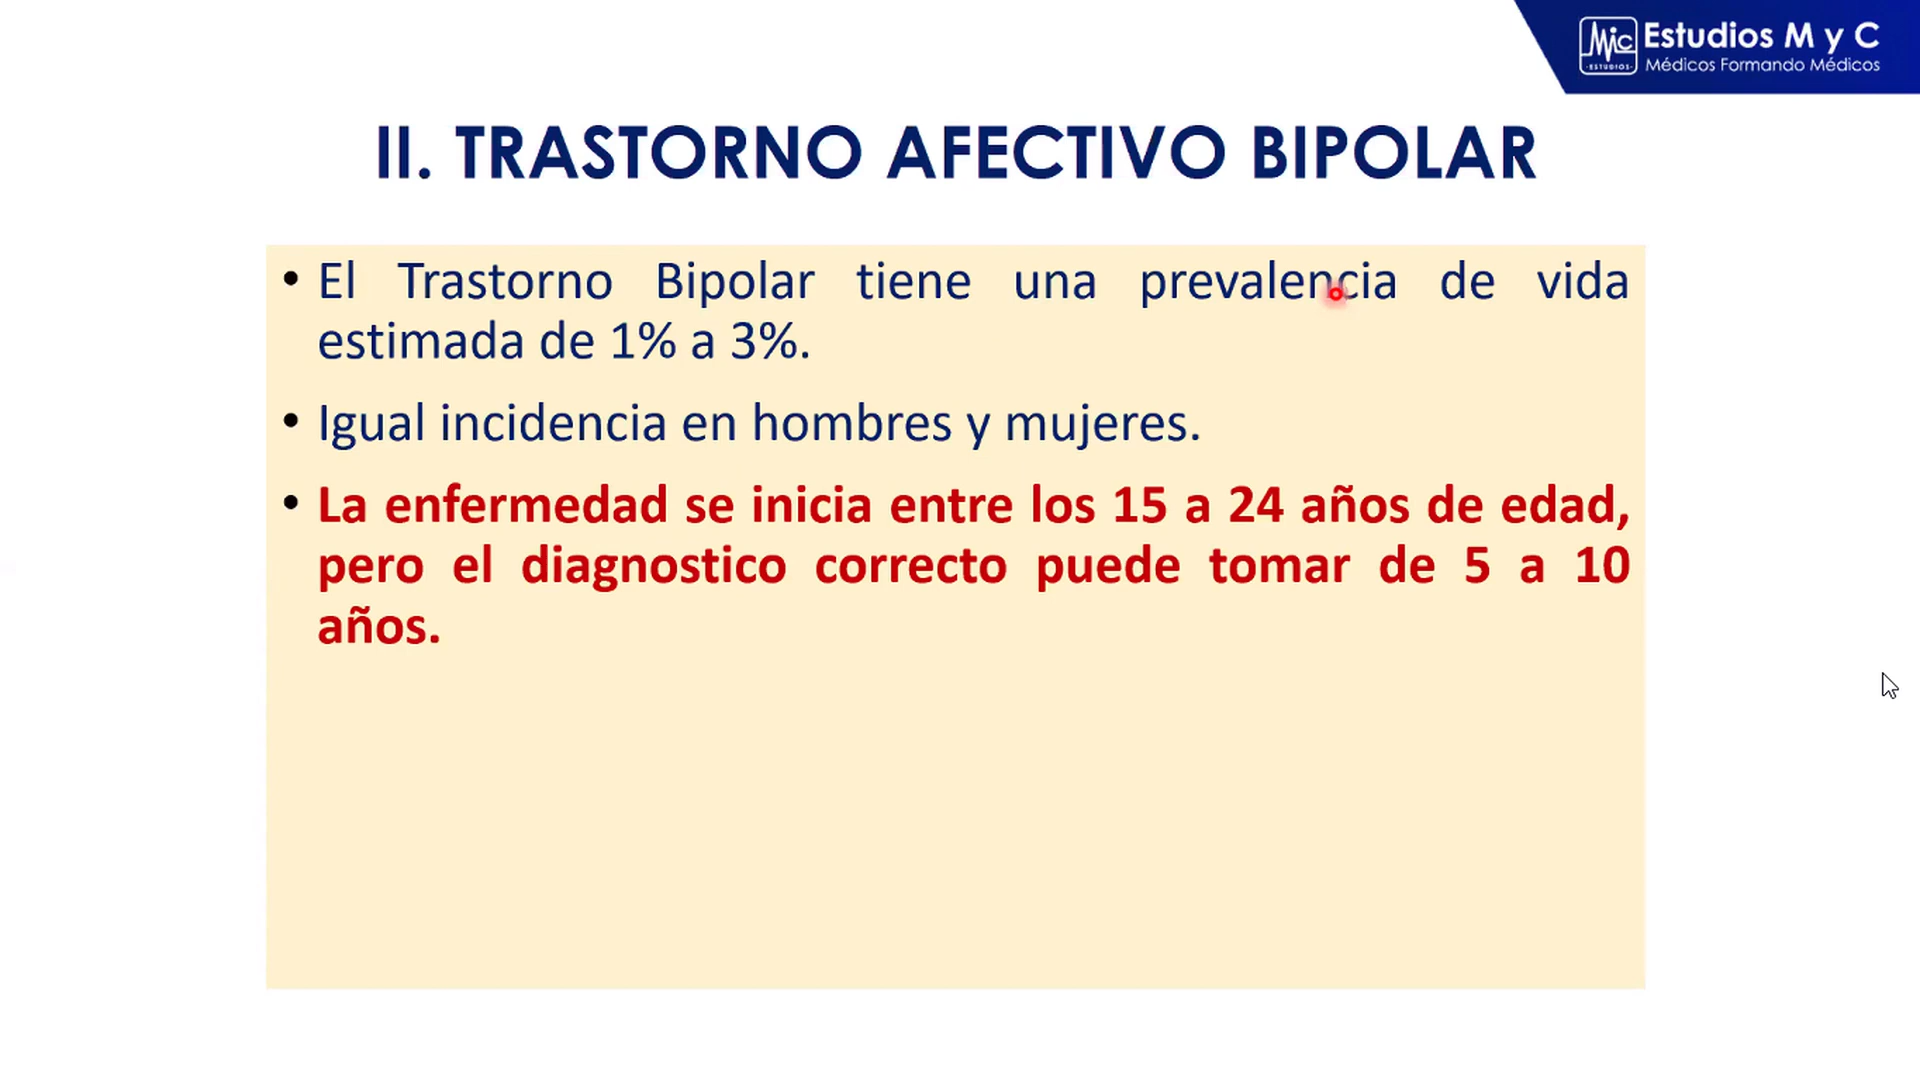 Mic
ESTUDIOS
Estudios M y C
Médicos Formando Médicos
II. TRASTORNO AFECTIVO BIPOLAR
• El Trastorno Bipolar tiene una prevalencia de vida
estimada de 1% a 3%.
• Igual incidencia en hombres y mujeres.
• La enfermedad se inicia entre los 15 a 24 años de edad,
pero el diagnostico correcto puede tomar de 5 a 10
años.